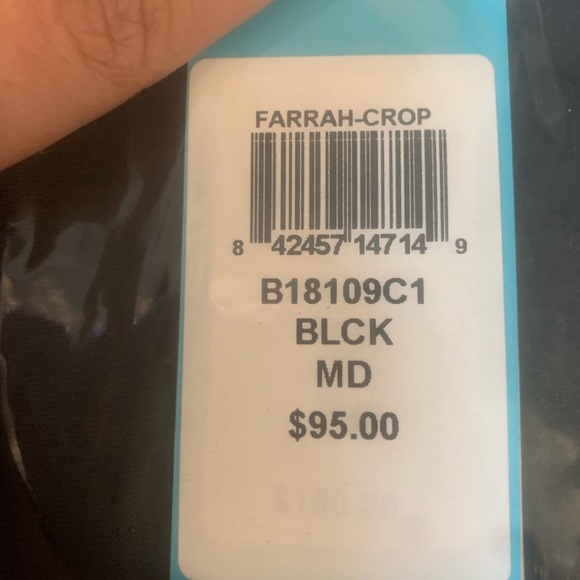 FARRAH-CROP
8 42457 14714 9
B18109C1
BLCK
MD
$95.00